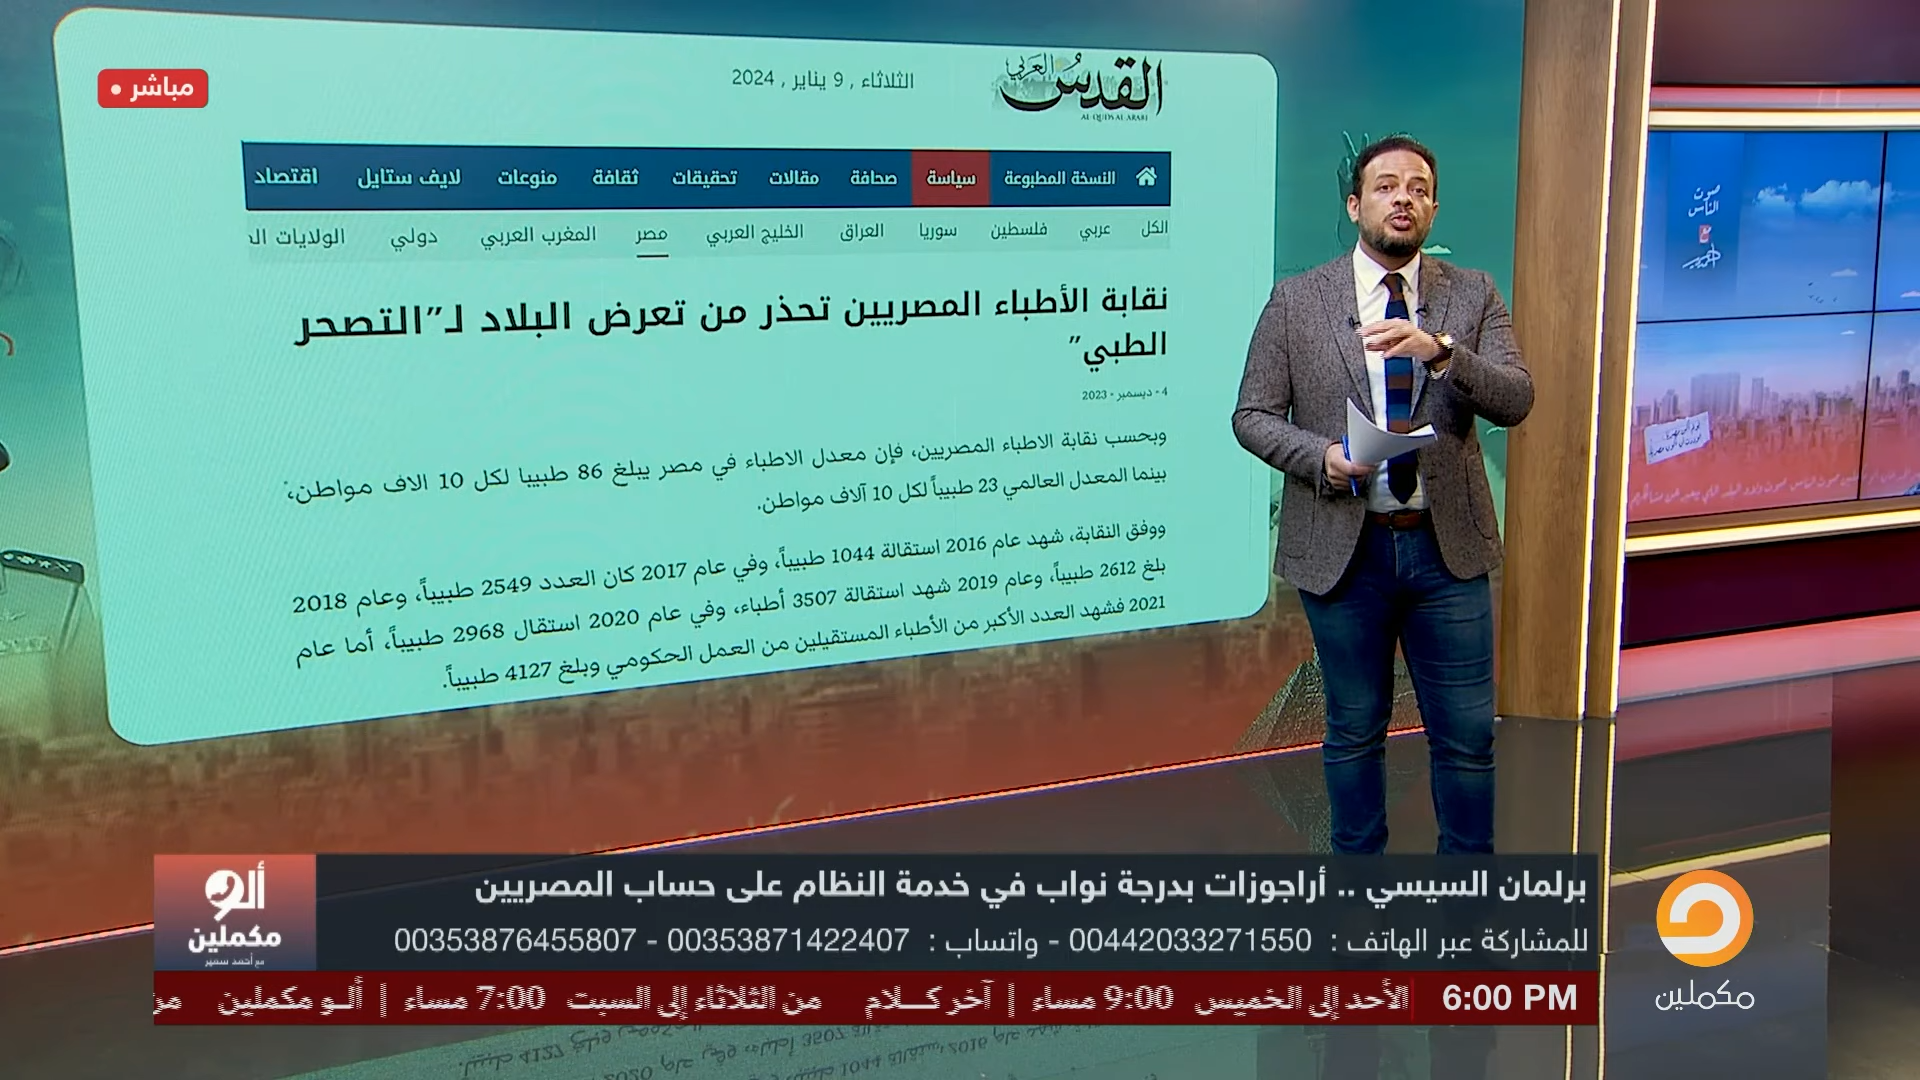 مباشر
الثلاثاء , 9 يناير , 2024
القدس العربي
AL QUDS AL ARABI
النسخة المطبوعة سياسة صحافة مقالات تحقيقات ثقافة منوعات لايف ستايل اقتصاد
الكل عربي فلسطين سوريا العراق الخليج العربي مصر المغرب العربي دولي الولايات
نقابة الأطباء المصريين تحذر من تعرض البلاد لـ”التصحر
الطبي”
4 - ديسمبر - 2023
وبحسب نقابة الاطباء المصريين، فإن معدل الاطباء في مصر يبلغ 86 طبيبا لكل 10 الاف مواطن،
بينما المعدل العالمي 23 طبيباً لكل 10 آلاف مواطن.
ووفق النقابة، شهد عام 2016 استقالة 1044 طبيباً، وفي عام 2017 كان العدد 2549 طبيباً، وعام 2018
بلغ 2612 طبيباً، وعام 2019 شهد استقالة 3507 أطباء، وفي عام 2020 استقال 2968 طبيباً، أما عام
2021 فشهد العدد الأكبر من الأطباء المستقيلين من العمل الحكومي وبلغ 4127 طبيباً.
صوت
الناس
برلمان السيسي .. أراجوزات بدرجة نواب في خدمة النظام على حساب المصريين
للمشاركة عبر الهاتف : 00442033271550 - واتساب : 00353871422407 - 00353876455807
ألو
مكملين
مع أحمد سمير
6:00 PM
الأحد إلى الخميس 9:00 مساء | آخر كلام من الثلاثاء إلى السبت 7:00 مساء | ألو مكملين من
مكملين